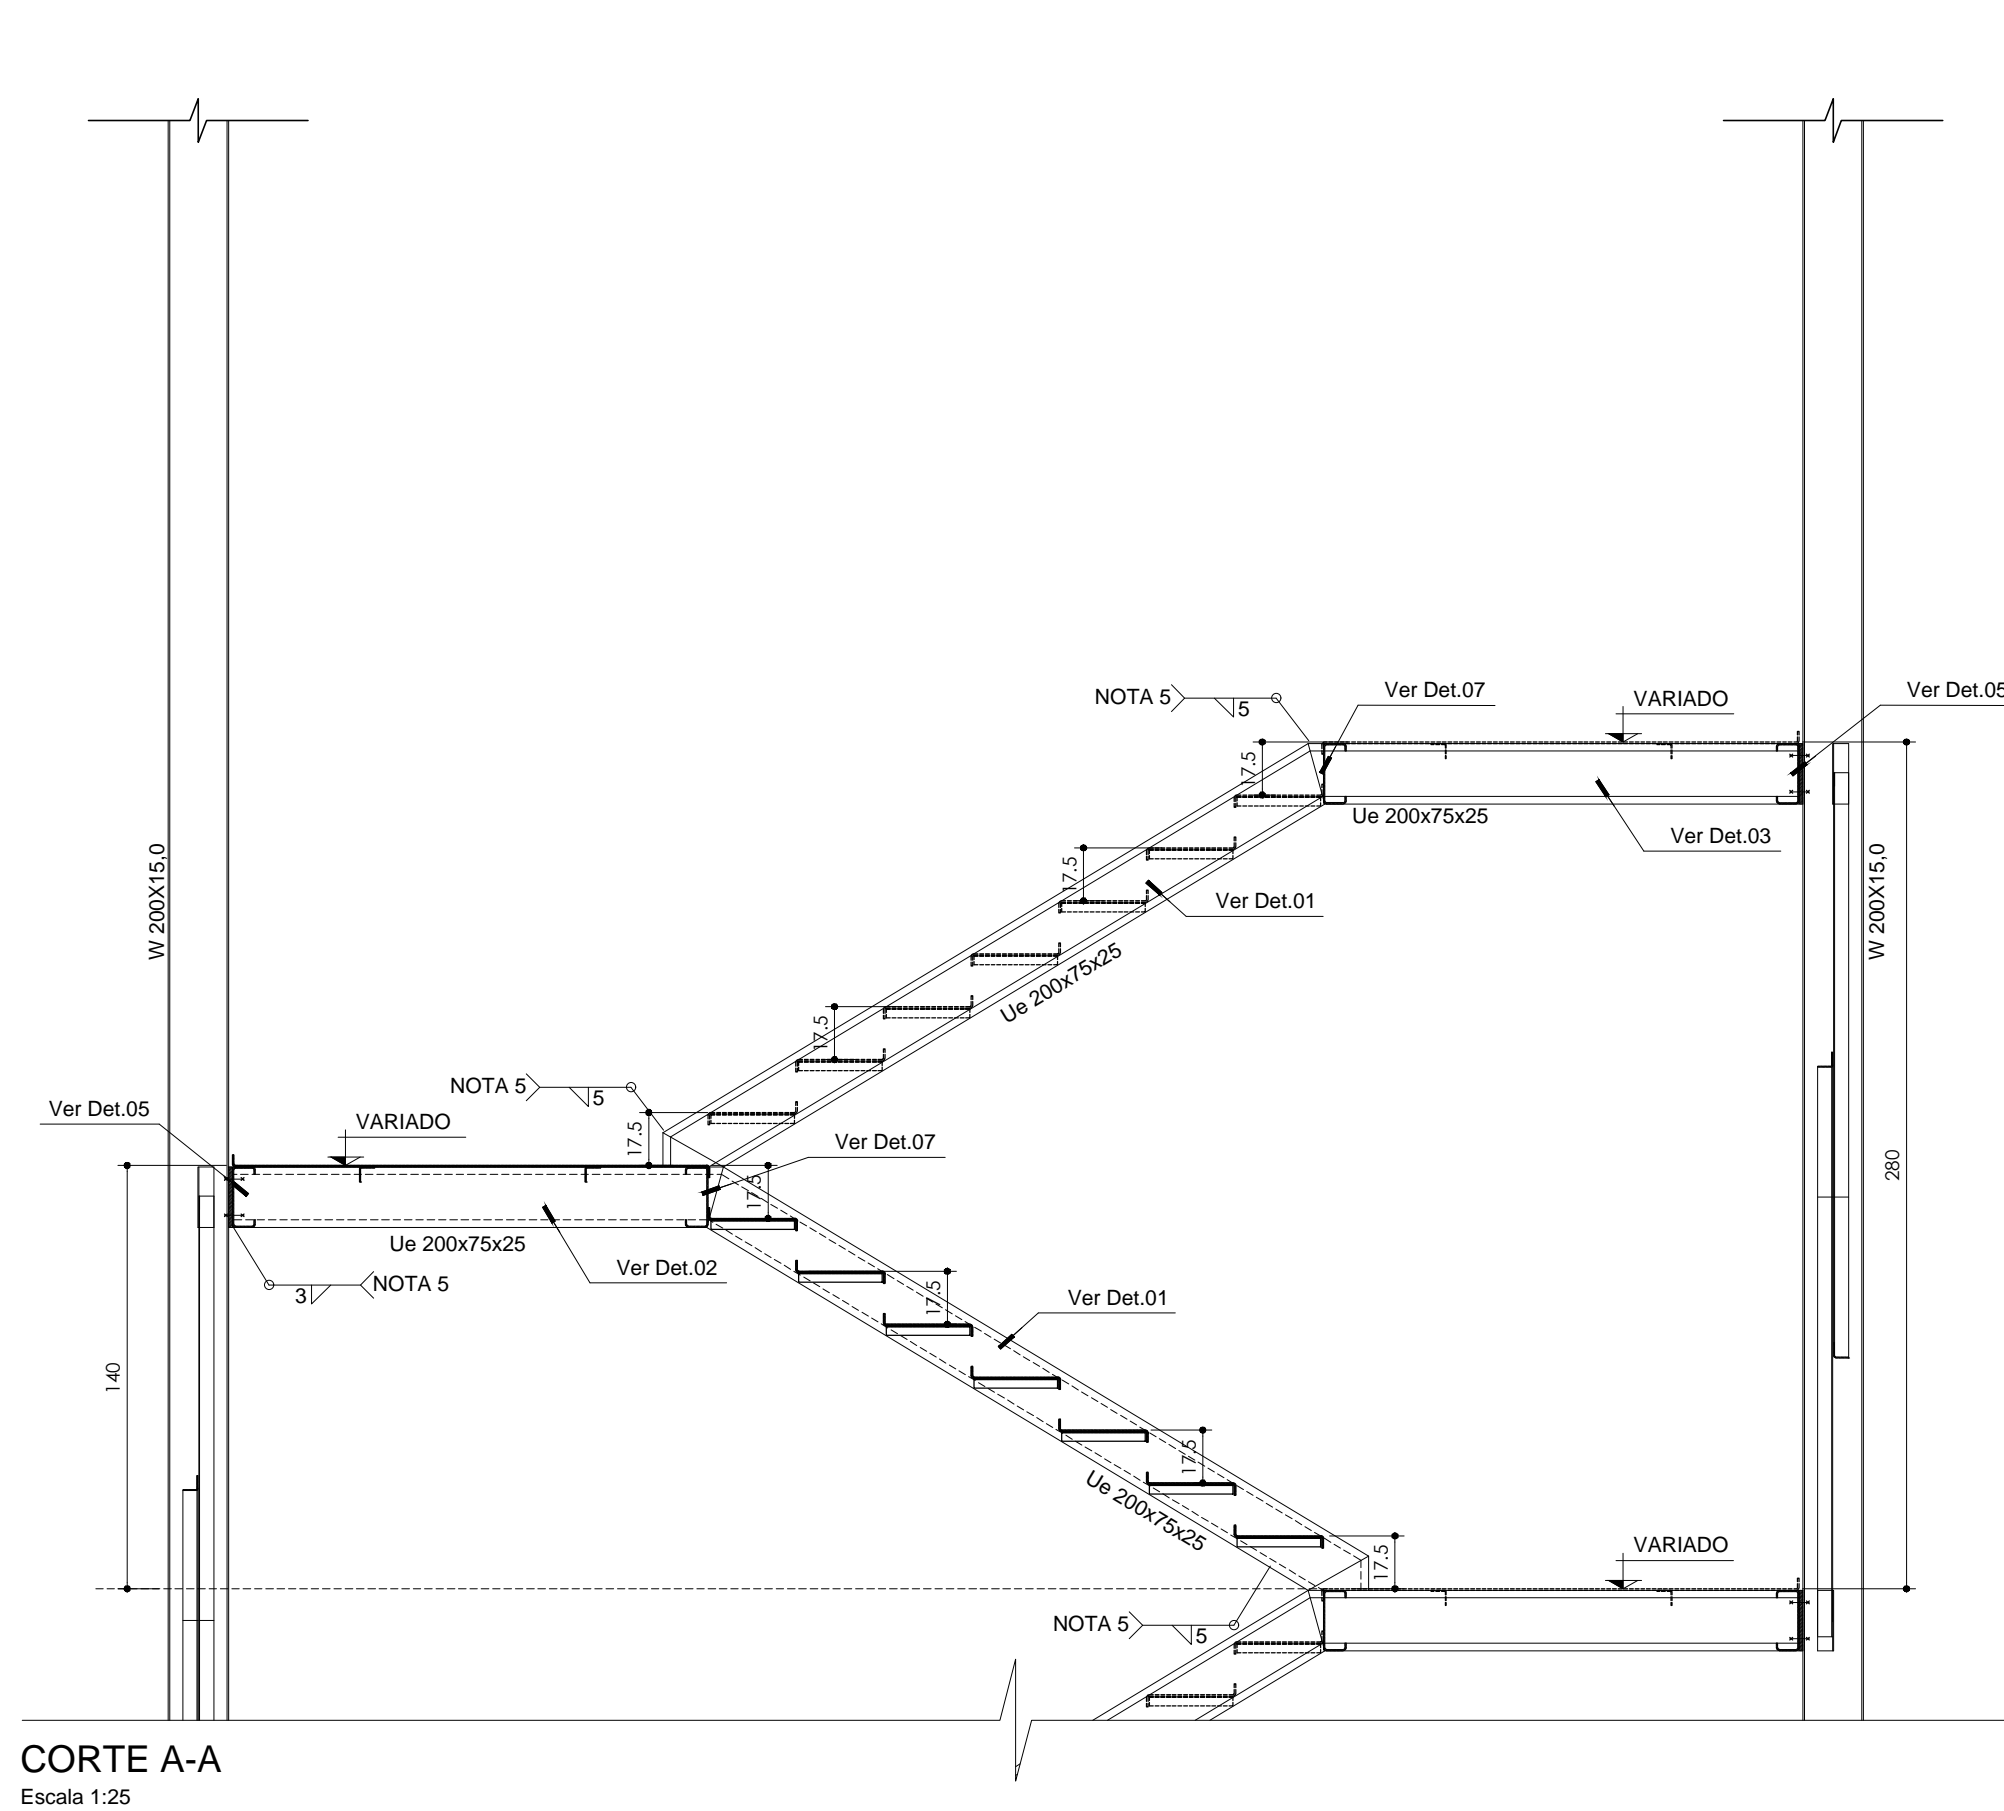 NOTA 5
5
Ver Det.07
VARIADO
Ver Det.05
17.5
Ue 200x75x25
Ver Det.03
W 200X15,0
W 200X15,0
17.5
Ver Det.01
Ue 200x75x25
17.5
NOTA 5
5
Ver Det.05
VARIADO
17.5
Ver Det.07
280
17.5
Ue 200x75x25
Ver Det.02
3
NOTA 5
17.5
Ver Det.01
140
17.5
Ue 200x75x25
17.5
VARIADO
NOTA 5
5
CORTE A-A
Escala 1:25